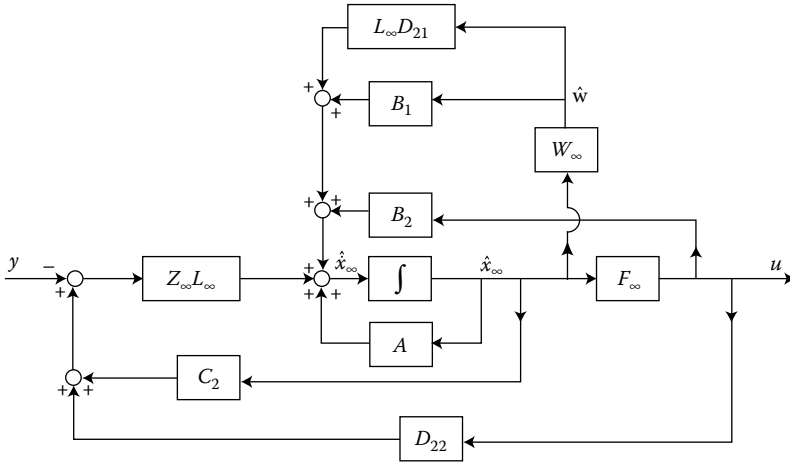 L∞D21
+
+
B1
ŵ
W∞
+ +
B2
y
−
+
Z∞L∞
+
+ +
x̂̇∞
∫
x̂∞
F∞
u
A
C2
+ +
D22